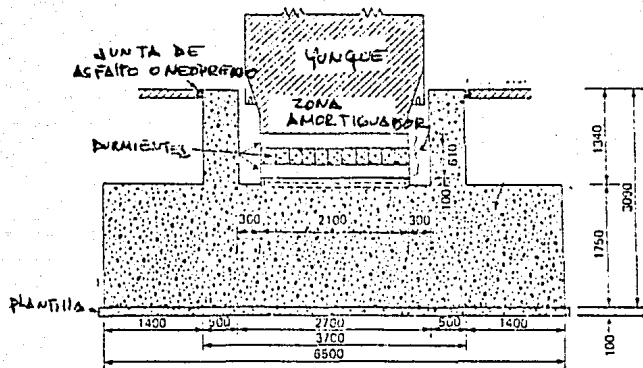 JUNTA DE
ASFALTO O NEOPRENO
YUNQUE
ZONA
AMORTIGUADOR
DURMIENTES
610
100
1340
3090
1750
300 2100 300
PLANTILLA
1400 500 2700 500 1400
3700
6500
100